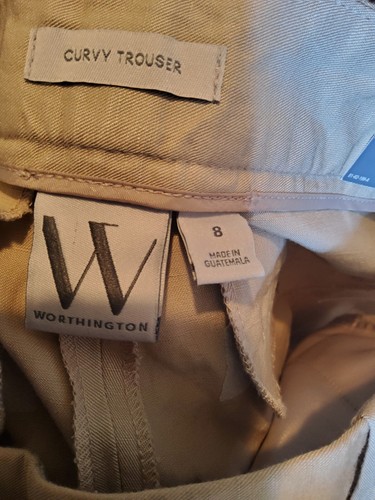 CURVY TROUSER
W
WORTHINGTON
8
MADE IN
GUATEMALA